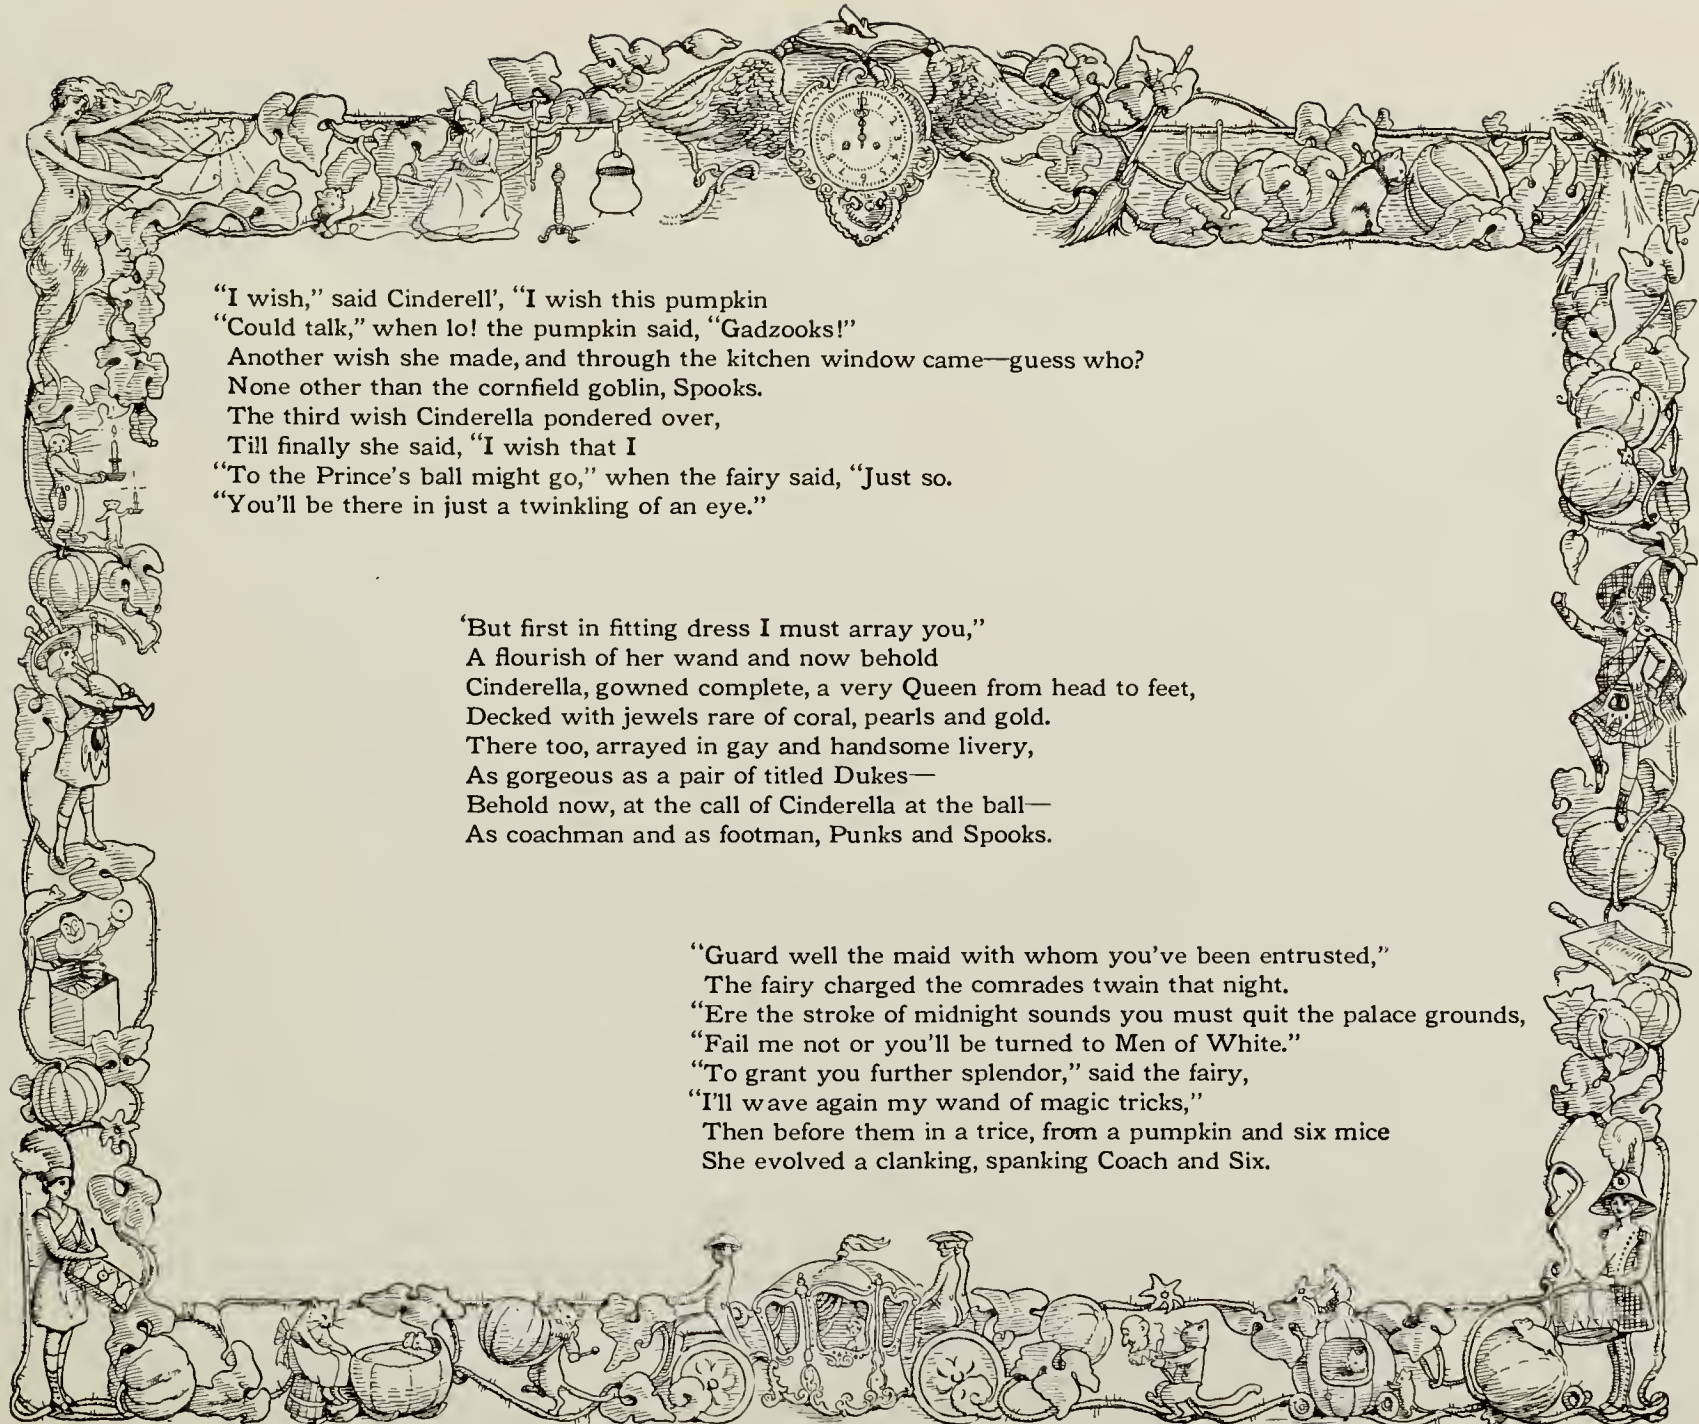 “I wish,” said Cinderell’, “I wish this pumpkin
“Could talk,” when lo! the pumpkin said, “Gadzooks!”
Another wish she made, and through the kitchen window came—guess who?
None other than the cornfield goblin, Spooks.
The third wish Cinderella pondered over,
Till finally she said, “I wish that I
“To the Prince’s ball might go,” when the fairy said, “Just so.
“You’ll be there in just a twinkling of an eye.”
‘But first in fitting dress I must array you,”
A flourish of her wand and now behold
Cinderella, gowned complete, a very Queen from head to feet,
Decked with jewels rare of coral, pearls and gold.
There too, arrayed in gay and handsome livery,
As gorgeous as a pair of titled Dukes—
Behold now, at the call of Cinderella at the ball—
As coachman and as footman, Punks and Spooks.
“Guard well the maid with whom you’ve been entrusted,”
The fairy charged the comrades twain that night.
“Ere the stroke of midnight sounds you must quit the palace grounds,
“Fail me not or you’ll be turned to Men of White.”
“To grant you further splendor,” said the fairy,
“I’ll wave again my wand of magic tricks,”
Then before them in a trice, from a pumpkin and six mice
She evolved a clanking, spanking Coach and Six.